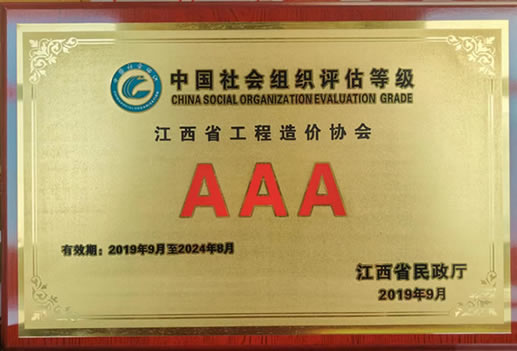 中国社会组织评估等级
CHINA SOCIAL ORGANIZATION EVALUATION GRADE
江西省工程造价协会
AAA
有效期：2019年9月至2024年8月
江西省民政厅
2019年9月